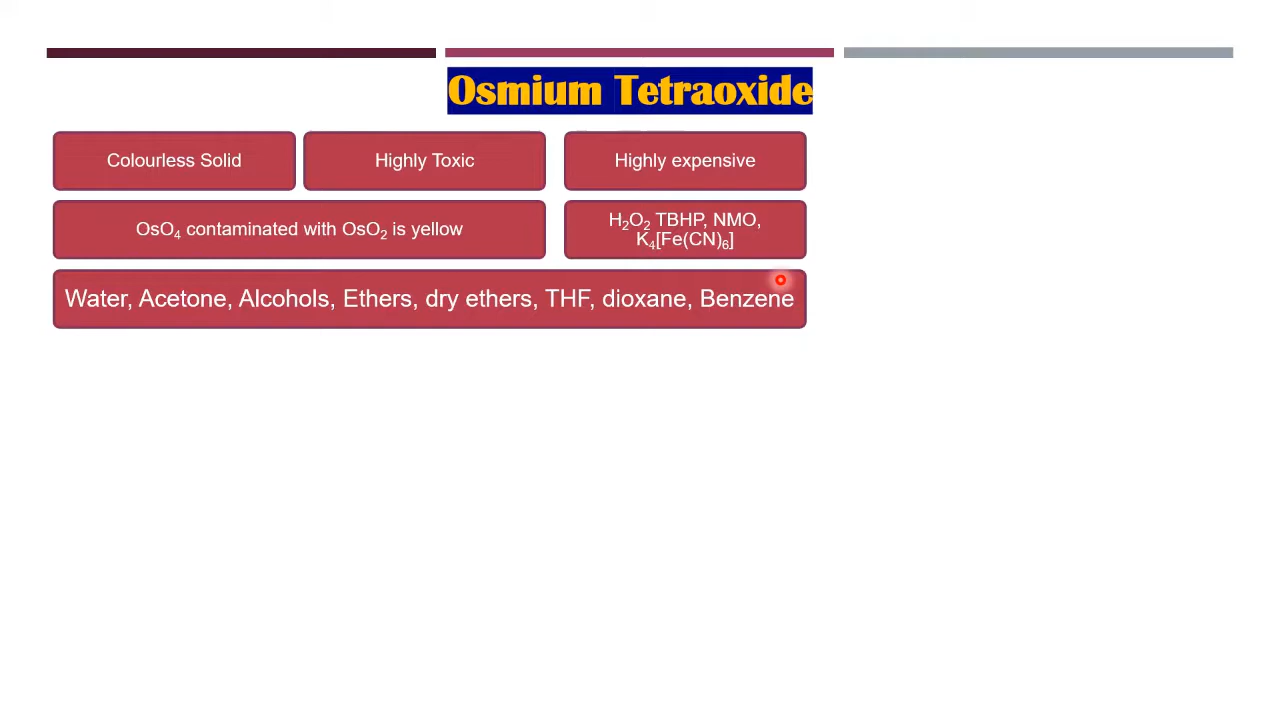 Osmium Tetraoxide
Colourless Solid
Highly Toxic
Highly expensive
OsO₄ contaminated with OsO₂ is yellow
H₂O₂ TBHP, NMO,
K₄[Fe(CN)₆]
Water, Acetone, Alcohols, Ethers, dry ethers, THF, dioxane, Benzene